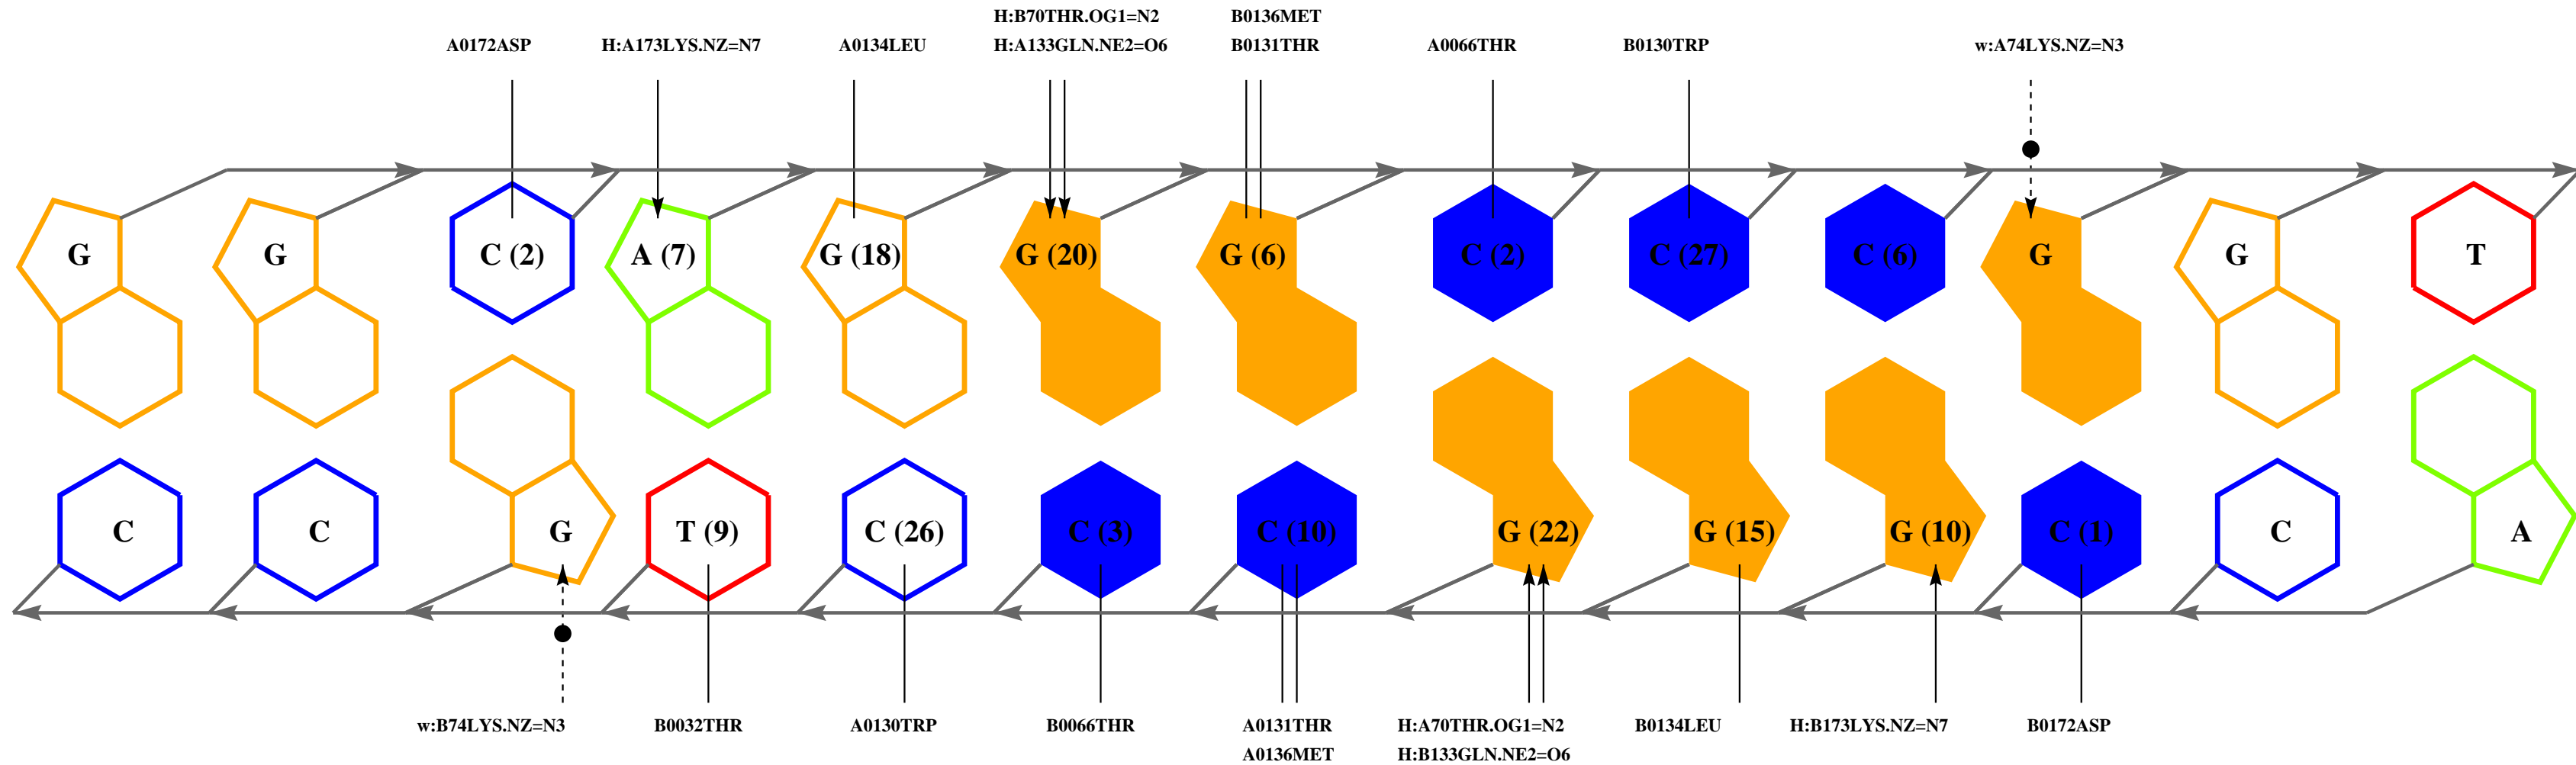 H:B70THR.OG1=N2 B0136MET
A0172ASP H:A173LYS.NZ=N7 A0134LEU H:A133GLN.NE2=O6 B0131THR A0066THR B0130TRP w:A74LYS.NZ=N3
G G C (2) A (7) G (18) G (20) G (6) C (2) C (27) C (6) G G T
C C G T (9) C (26) C (3) C (10) G (22) G (15) G (10) C (1) C A
w:B74LYS.NZ=N3 B0032THR A0130TRP B0066THR A0131THR H:A70THR.OG1=N2 B0134LEU H:B173LYS.NZ=N7 B0172ASP
A0136MET H:B133GLN.NE2=O6